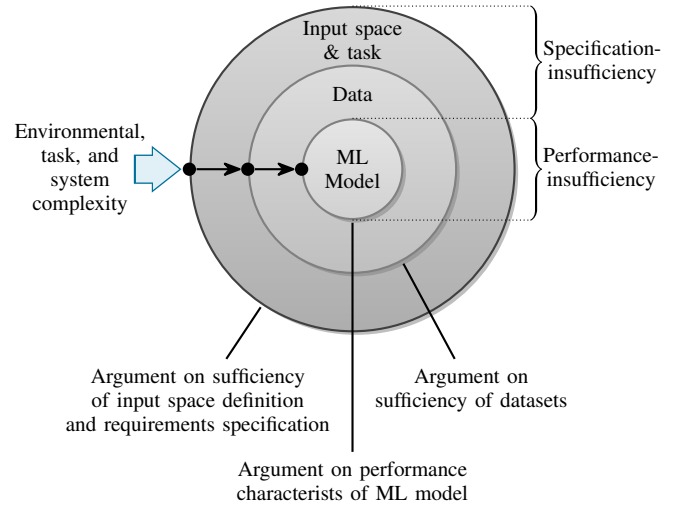 Input space
& task
Data
ML
Model
Environmental,
task, and
system
complexity
Specification-
insufficiency
Performance-
insufficiency
Argument on sufficiency
of input space definition
and requirements specification
Argument on
sufficiency of datasets
Argument on performance
characterists of ML model